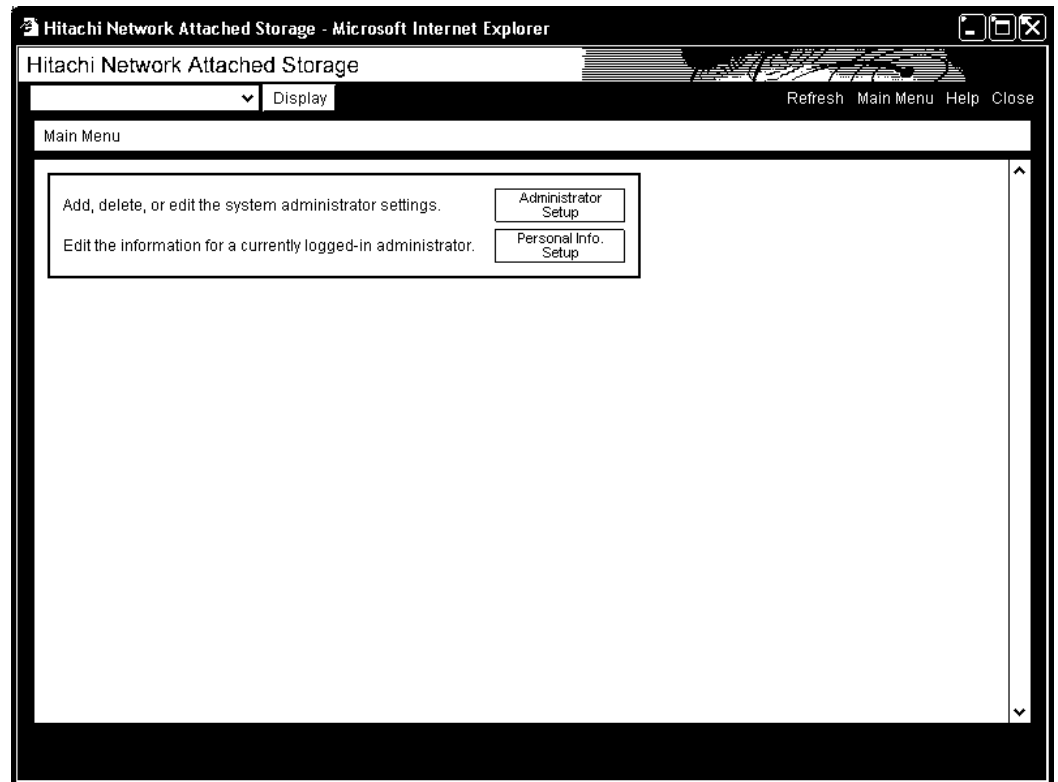 Hitachi Network Attached Storage - Microsoft Internet Explorer
Hitachi Network Attached Storage
Display
Refresh Main Menu Help Close
Main Menu
Add, delete, or edit the system administrator settings.
Administrator
Setup
Edit the information for a currently logged-in administrator.
Personal Info.
Setup